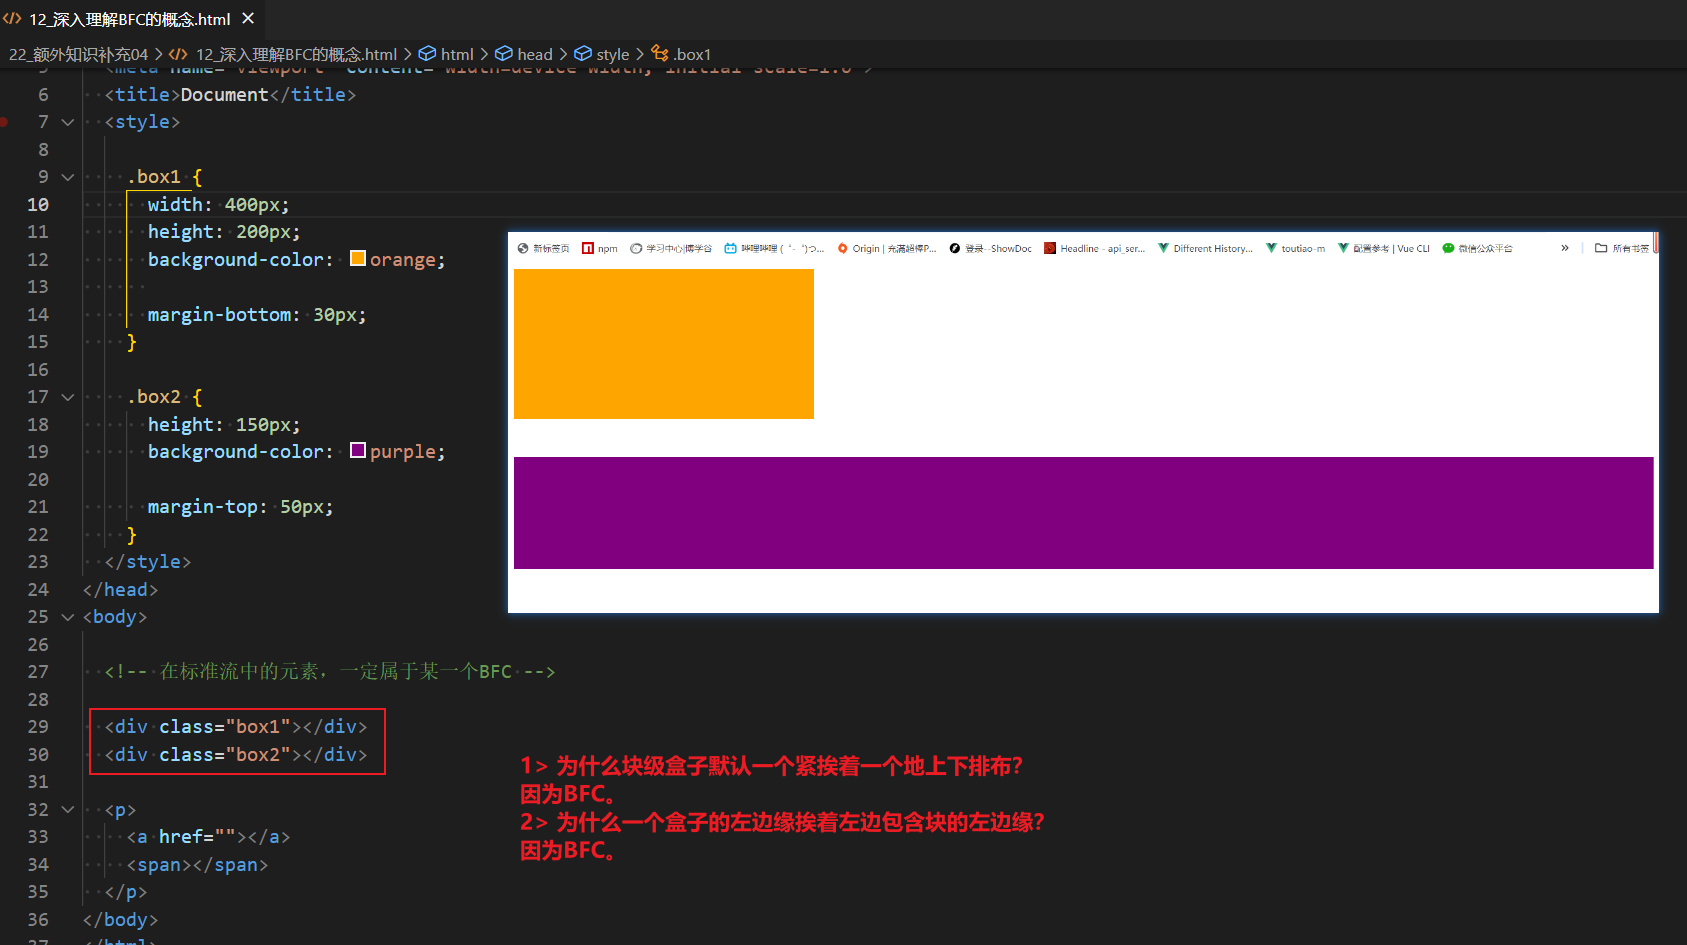 12_深入理解BFC的概念.html
22_额外知识补充04 > 12_深入理解BFC的概念.html > html > head > style > .box1
5 <meta name="viewport" content="width=device-width, initial-scale=1.0">
6 <title>Document</title>
7 <style>
8
9 .box1 {
10 width: 400px;
11 height: 200px;
12 background-color: orange;
13
14 margin-bottom: 30px;
15 }
16
17 .box2 {
18 height: 150px;
19 background-color: purple;
20
21 margin-top: 50px;
22 }
23 </style>
24 </head>
25 <body>
26
27 <!-- 在标准流中的元素，一定属于某一个BFC -->
28
29 <div class="box1"></div>
30 <div class="box2"></div>
31
32 <p>
33 <a href=""></a>
34 <span></span>
35 </p>
36 </body>
37 </html>
新标签页 npm 学习中心|博学谷 哔哩哔哩 (゜-゜)つ... Origin | 充满超棒P... 登录--ShowDoc Headline - api_ser... Different History... toutiao-m 配置参考 | Vue CLI 微信公众平台 » 所有书签
1> 为什么块级盒子默认一个紧挨着一个地上下排布?
因为BFC。
2> 为什么一个盒子的左边缘挨着左边包含块的左边缘?
因为BFC。